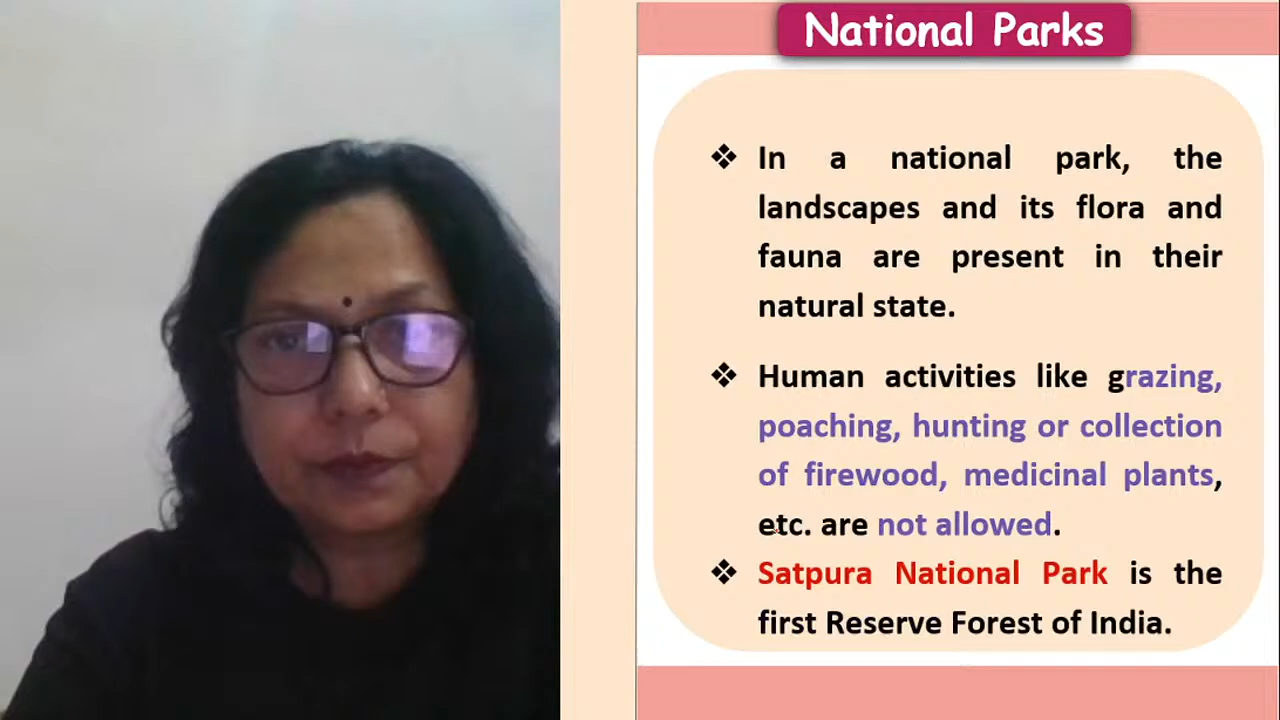 National Parks
❖ In a national park, the
landscapes and its flora and
fauna are present in their
natural state.
❖ Human activities like grazing,
poaching, hunting or collection
of firewood, medicinal plants,
etc. are not allowed.
❖ Satpura National Park is the
first Reserve Forest of India.